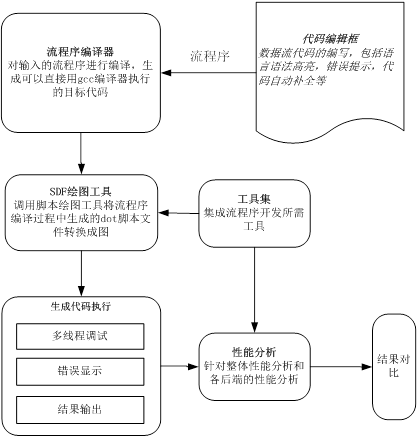 流程序编译器
对输入的流程序进行编译，生
成可以直接用gcc编译器执行
的目标代码
流程序
代码编辑框
数据流代码的编写，包括语
言语法高亮，错误提示，代
码自动补全等
SDF绘图工具
调用脚本绘图工具将流程序
编译过程中生成的dot脚本文
件转换成图
工具集
集成流程序开发所需
工具
生成代码执行
多线程调试
错误显示
结果输出
性能分析
针对整体性能分析和
各后端的性能分析
结果对
比